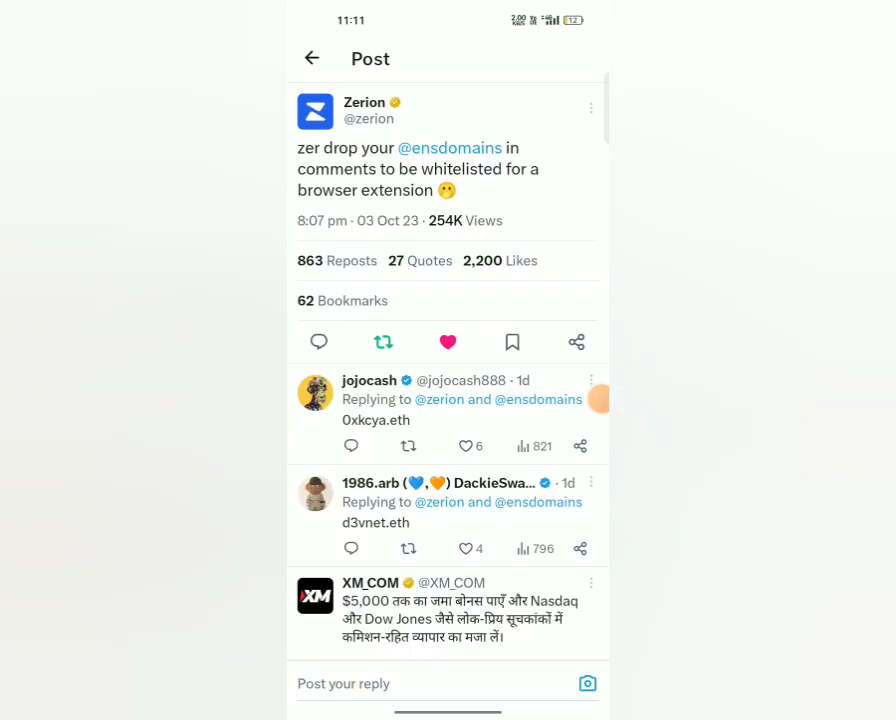 11:11
2.00 12
Post
Zerion
@zerion
zer drop your @ensdomains in
comments to be whitelisted for a
browser extension 🤫
8:07 pm · 03 Oct 23 · 254K Views
863 Reposts 27 Quotes 2,200 Likes
62 Bookmarks
jojocash @jojocash888 · 1d
Replying to @zerion and @ensdomains
0xkcya.eth
6 821
1986.arb (💙,🧡) DackieSwa... · 1d
Replying to @zerion and @ensdomains
d3vnet.eth
4 796
XM XM_COM @XM_COM
$5,000 तक का जमा बोनस पाएँ और Nasdaq
और Dow Jones जैसे लोक-प्रिय सूचकांकों में
कमिशन-रहित व्यापार का मजा लें।
Post your reply